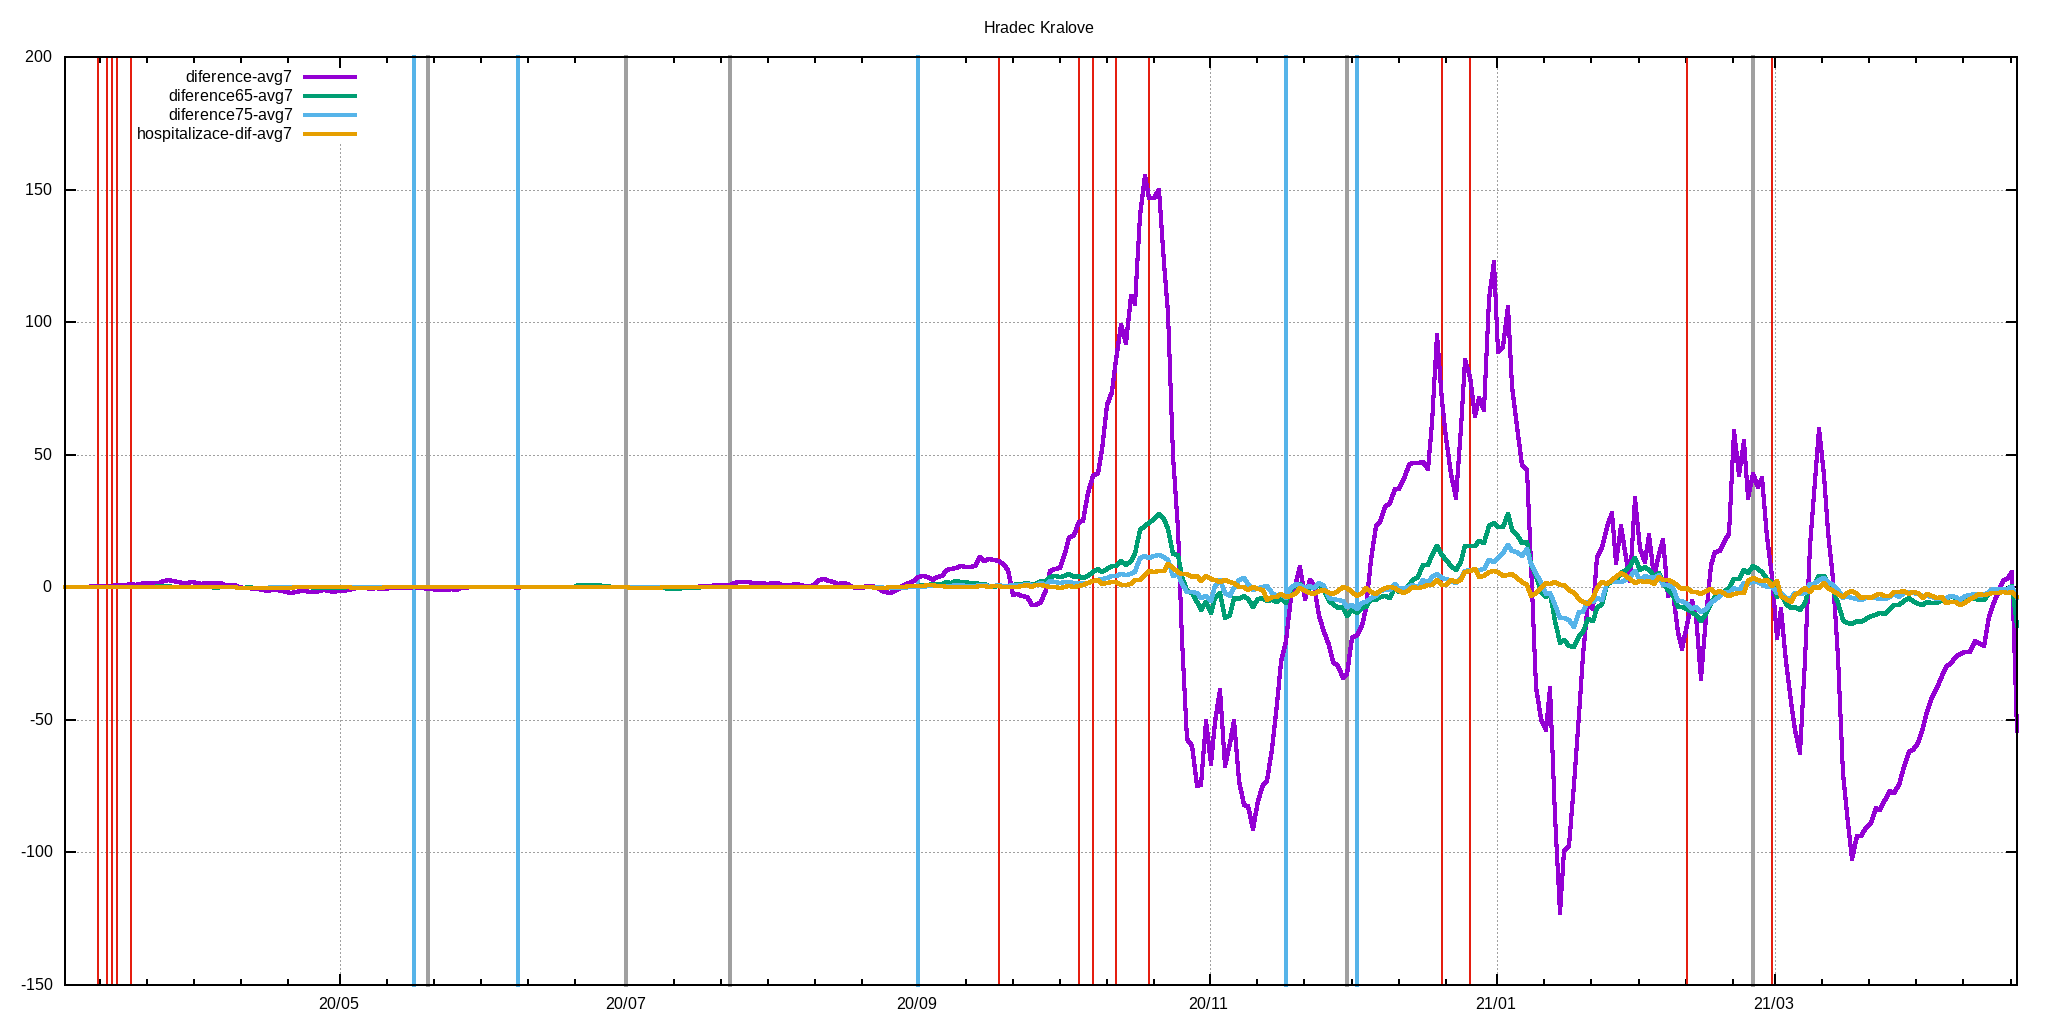 Hradec Kralove
diference-avg7
diference65-avg7
diference75-avg7
hospitalizace-dif-avg7
200
150
100
50
0
-50
-100
-150
20/05 20/07 20/09 20/11 21/01 21/03